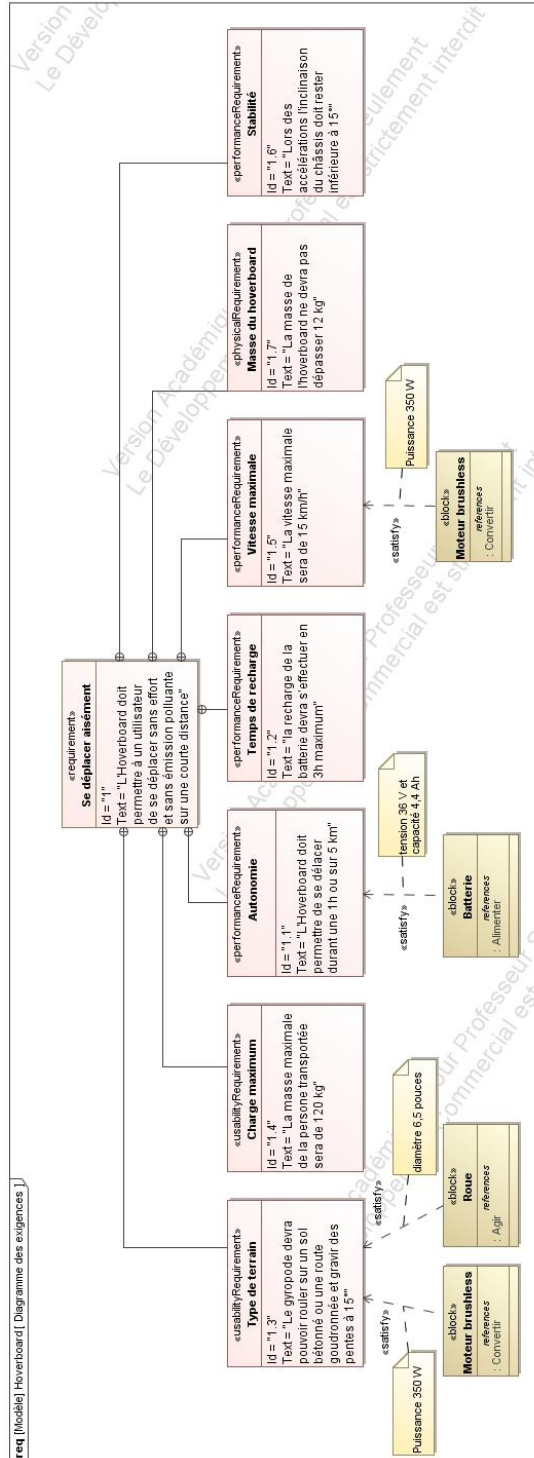 req [Modèle] Hoverboard[ Diagramme des exigences ]
«requirement»
Se déplacer aisément
Id = "1"
Text = "L'Hoverboard doit
permettre à un utilisateur
de se déplacer sans effort
et sans émission polluante
sur une courte distance"
«usabilityRequirement»
Type de terrain
Id = "1.3"
Text = "Le gyropode devra
pouvoir rouler sur un sol
bétonné ou une route
goudronnée et gravir des
pentes à 15°"
«usabilityRequirement»
Charge maximum
Id = "1.4"
Text = "La masse maximale
de la persone transportée
sera de 120 kg"
«performanceRequirement»
Autonomie
Id = "1.1"
Text = "L'Hoverboard doit
permettre de se délacer
durant une 1h ou sur 5 km"
«performanceRequirement»
Temps de recharge
Id = "1.2"
Text = "la recharge de la
batterie devra s'effectuer en
3h maximum"
«performanceRequirement»
Vitesse maximale
Id = "1.5"
Text = "La vitesse maximale
sera de 15 km/h"
«physicalRequirement»
Masse du hoverboard
Id = "1.7"
Text = "La masse de
l'hoverboard ne devra pas
dépasser 12 kg"
«performanceRequirement»
Stabilité
Id = "1.6"
Text = "Lors des
accélérations l'inclinaison
du châssis doit rester
inférieure à 15°"
Puissance 350 W
«satisfy»
«satisfy»
diamètre 6,5 pouces
«satisfy»
tension 36 V et
capacité 4,4 Ah
«satisfy»
Puissance 350 W
«block»
Moteur brushless
references
: Convertir
«block»
Roue
references
: Agir
«block»
Batterie
references
: Alimenter
«block»
Moteur brushless
references
: Convertir